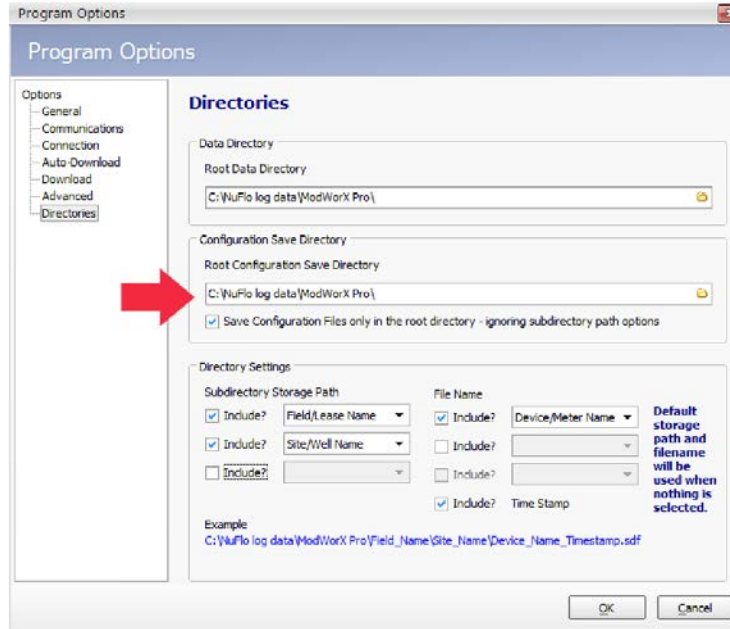 Program Options
Program Options
Options
General
Communications
Connection
Auto-Download
Download
Advanced
Directories
Directories
Data Directory
Root Data Directory
C:\NuFlo log data\ModWorX Pro\
Configuration Save Directory
Root Configuration Save Directory
C:\NuFlo log data\ModWorX Pro\
Save Configuration Files only in the root directory - ignoring subdirectory path options
Directory Settings
Subdirectory Storage Path
Include? Field/Lease Name
Include? Site/Well Name
Include?
File Name
Include? Device/Meter Name
Include?
Include?
Include? Time Stamp
Default
storage
path and
filename
will be
used when
nothing is
selected.
Example
C:\NuFlo log data\ModWorX Pro\Field_Name\Site_Name\Device_Name_Timestamp.sdf
OK Cancel